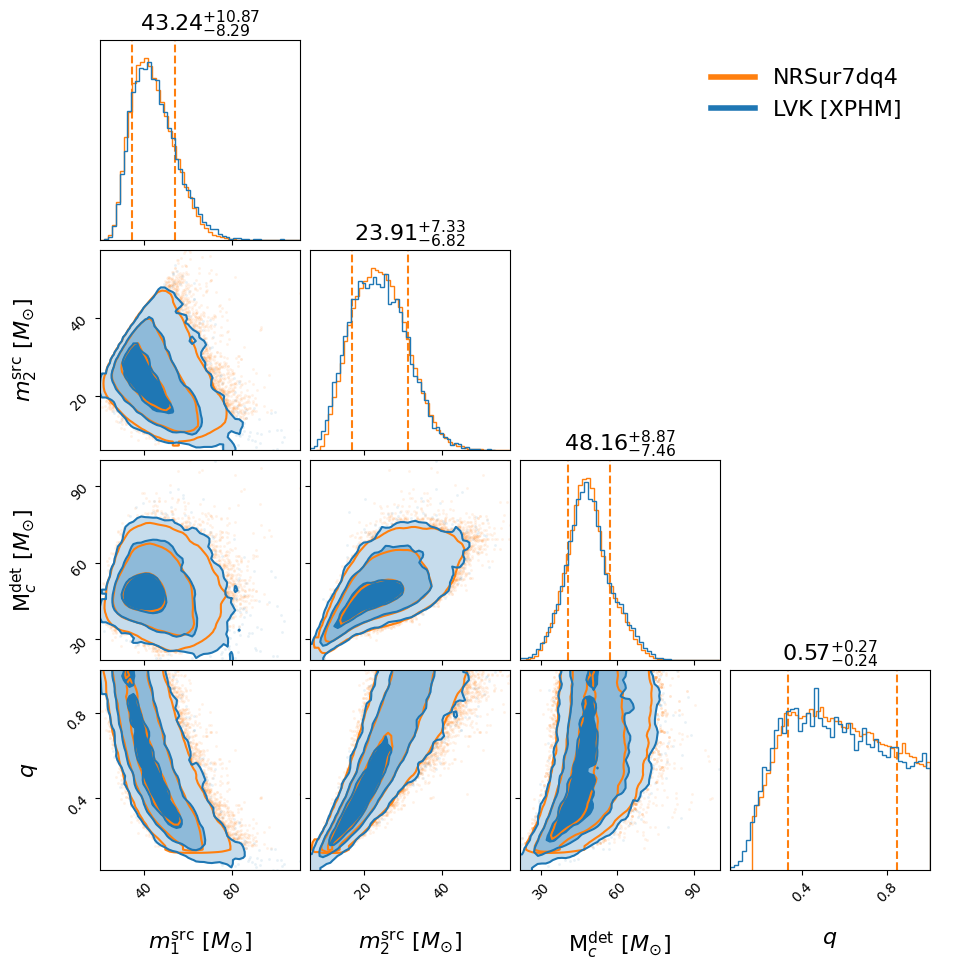 43.24+10.87−8.29
NRSur7dq4
LVK [XPHM]
23.91+7.33−6.82
m2src [M⊙]
40
20
48.16+8.87−7.46
Mcdet [M⊙]
90
60
30
0.57+0.27−0.24
q
0.8
0.4
40 80
20 40
30 60 90
0.4 0.8
m1src [M⊙] m2src [M⊙] Mcdet [M⊙] q